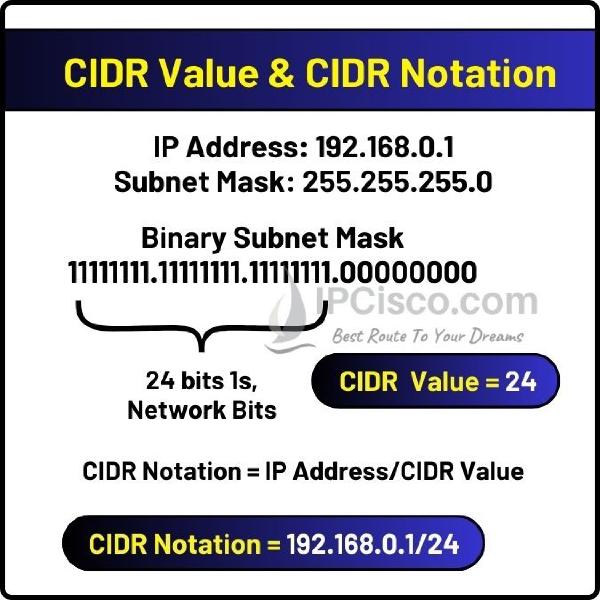 CIDR Value & CIDR Notation
IP Address: 192.168.0.1
Subnet Mask: 255.255.255.0
Binary Subnet Mask
11111111.11111111.11111111.00000000
IPCisco.com
Best Route To Your Dreams
24 bits 1s,
Network Bits
CIDR Value = 24
CIDR Notation = IP Address/CIDR Value
CIDR Notation = 192.168.0.1/24